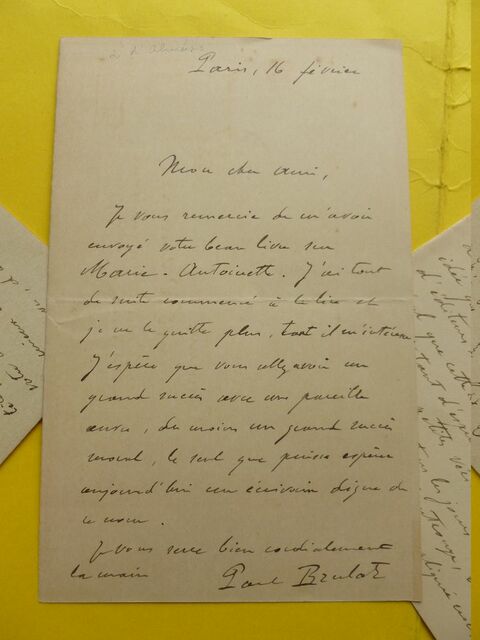 à d'Alméras
Paris, 16 février
Mon cher ami,
Je vous remercie de m'avoir
envoyé votre beau livre sur
Marie-Antoinette. J'ai tout
de suite commencé à le lire et
je ne le quitte plus, tant il m'intéresse
J'espère que vous allez avoir un
grand succès avec une pareille
œuvre, du moins un grand succès
moral, le seul que puisse espérer
aujourd'hui un écrivain digne de
ce nom.
Je vous serre bien cordialement
la main
Paul Brulat